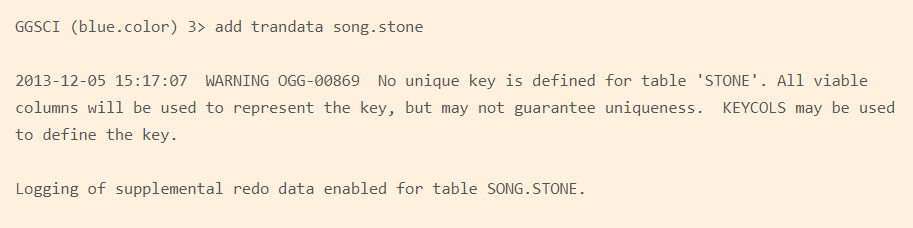 GGSCI (blue.color) 3> add trandata song.stone
2013-12-05 15:17:07  WARNING OGG-00869  No unique key is defined for table 'STONE'. All viable
columns will be used to represent the key, but may not guarantee uniqueness.  KEYCOLS may be used
to define the key.
Logging of supplemental redo data enabled for table SONG.STONE.